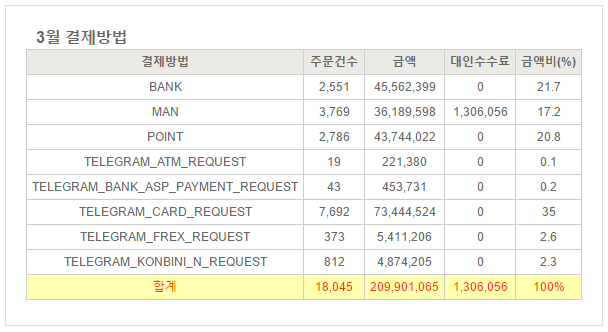 3월 결제방법
결제방법 주문건수 금액 대인수수료 금액비(%)
BANK 2,551 45,562,399 0 21.7
MAN 3,769 36,189,598 1,306,056 17.2
POINT 2,786 43,744,022 0 20.8
TELEGRAM_ATM_REQUEST 19 221,380 0 0.1
TELEGRAM_BANK_ASP_PAYMENT_REQUEST 43 453,731 0 0.2
TELEGRAM_CARD_REQUEST 7,692 73,444,524 0 35
TELEGRAM_FREX_REQUEST 373 5,411,206 0 2.6
TELEGRAM_KONBINI_N_REQUEST 812 4,874,205 0 2.3
합계 18,045 209,901,065 1,306,056 100%